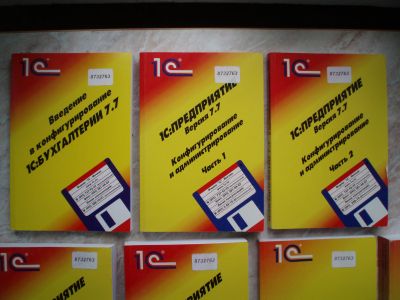 1С
8732763
Введение
в конфигурирование
1С:БУХГАЛТЕРИИ 7.7
1С
8732763
1С:ПРЕДПРИЯТИЕ
Версия 7.7
Конфигурирование
и администрирование
Часть 1
1С
8732763
1С:ПРЕДПРИЯТИЕ
Версия 7.7
Конфигурирование
и администрирование
Часть 2
1С
8732763
1С
8732763
1С
8732763